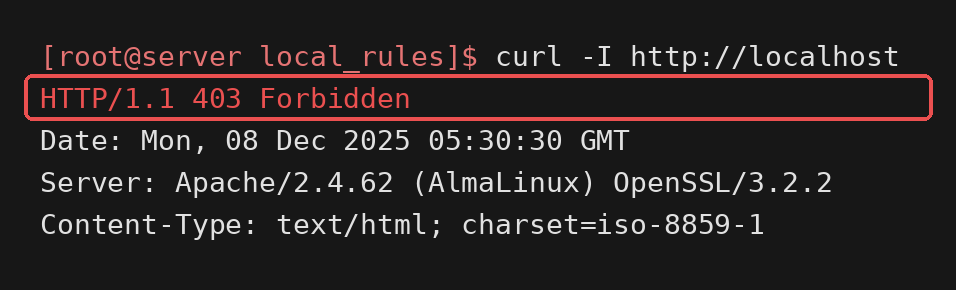 [root@server local_rules]$ curl -I http://localhost
HTTP/1.1 403 Forbidden
Date: Mon, 08 Dec 2025 05:30:30 GMT
Server: Apache/2.4.62 (AlmaLinux) OpenSSL/3.2.2
Content-Type: text/html; charset=iso-8859-1